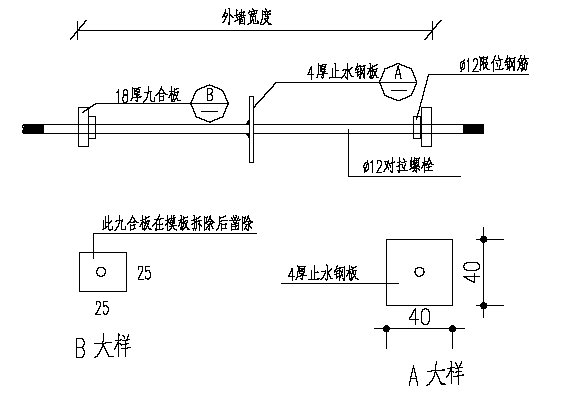 外墙宽度
4厚止水钢板
A
ø12限位钢筋
18厚九合板
B
ø12对拉螺栓
此九合板在模板拆除后凿除
25
25
B 大样
4厚止水钢板
40
40
A 大样